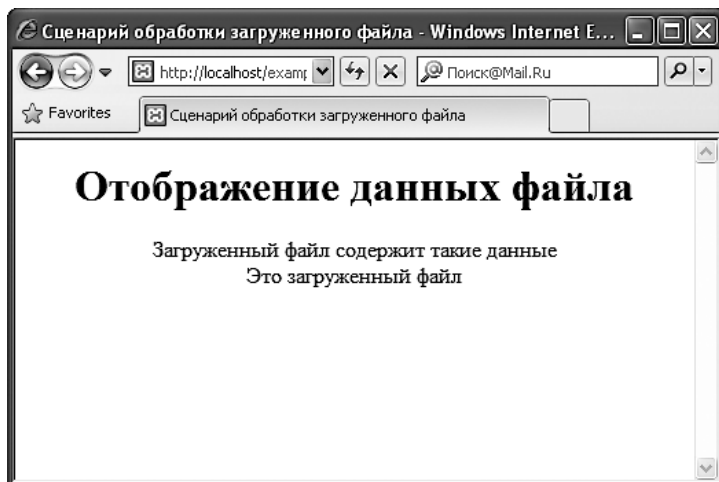 Сценарий обработки загруженного файла - Windows Internet E...
http://localhost/examp
Поиск@Mail.Ru
Favorites
Сценарий обработки загруженного файла
Отображение данных файла
Загруженный файл содержит такие данные
Это загруженный файл